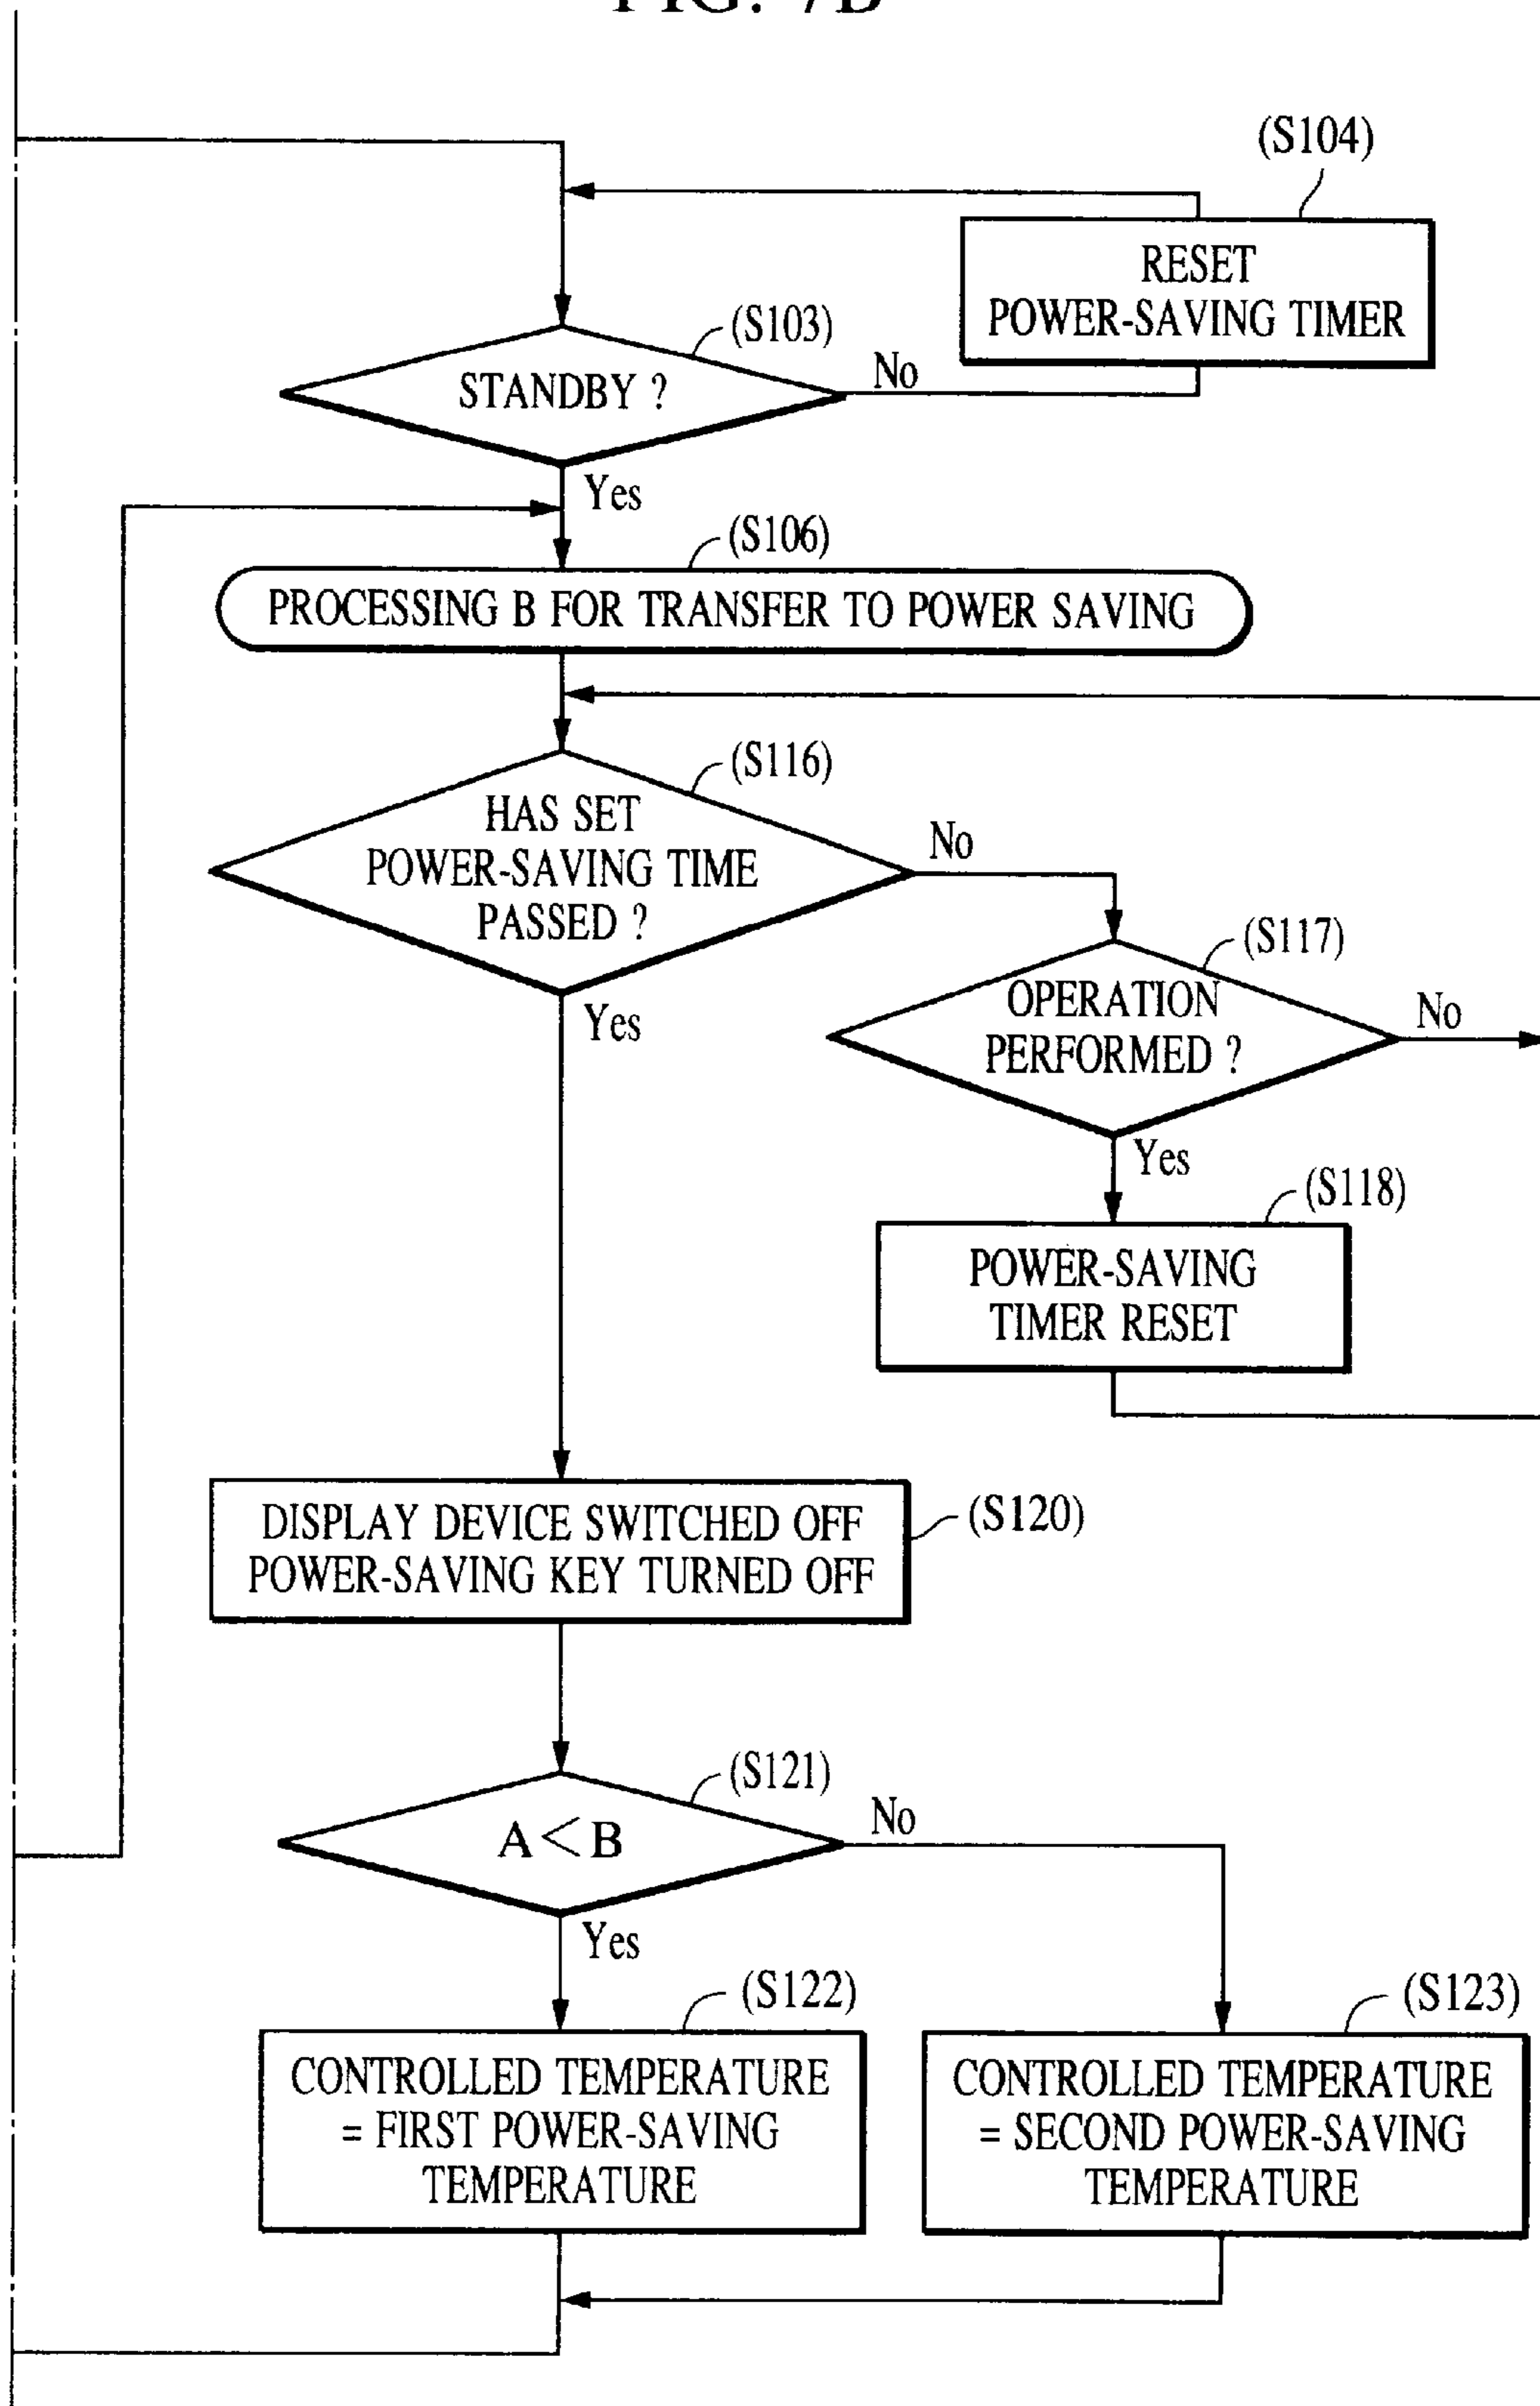 FIG. 7B
(S104)
RESET
POWER-SAVING TIMER
(S103)
STANDBY ?
No
Yes
(S106)
PROCESSING B FOR TRANSFER TO POWER SAVING
(S116)
HAS SET
POWER-SAVING TIME
PASSED ?
No
Yes
(S117)
OPERATION
PERFORMED ?
No
Yes
(S118)
POWER-SAVING
TIMER RESET
DISPLAY DEVICE SWITCHED OFF
POWER-SAVING KEY TURNED OFF
(S120)
(S121)
A<B
No
Yes
(S122)
CONTROLLED TEMPERATURE
= FIRST POWER-SAVING
TEMPERATURE
(S123)
CONTROLLED TEMPERATURE
= SECOND POWER-SAVING
TEMPERATURE